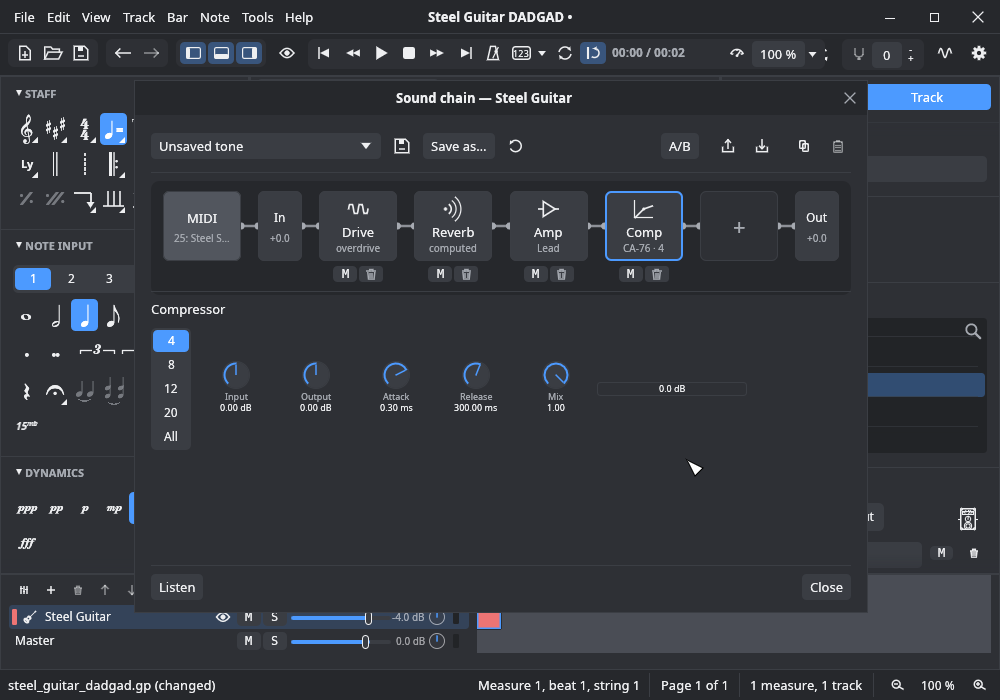 File Edit View Track Bar Note Tools Help
Steel Guitar DADGAD •
123
00:00 / 00:02
100 %
0
STAFF
Ly
NOTE INPUT
1 2 3
3
15mb
DYNAMICS
ppp pp p mp
fff
Track
Sound chain — Steel Guitar
Unsaved tone
Save as...
A/B
MIDI
25: Steel S...
In
+0.0
Drive
overdrive
M
Reverb
computed
M
Amp
Lead
M
Comp
CA-76 · 4
M
+
Out
+0.0
Compressor
4
8
12
20
All
Input
0.00 dB
Output
0.00 dB
Attack
0.30 ms
Release
300.00 ms
Mix
1.00
0.0 dB
Listen
Close
M
Steel Guitar M S -4.0 dB
Master M S 0.0 dB
steel_guitar_dadgad.gp (changed)
Measure 1, beat 1, string 1
Page 1 of 1
1 measure, 1 track
100 %